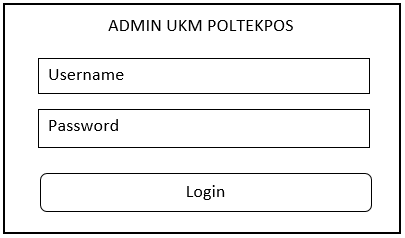 ADMIN UKM POLTEKPOS
Username
Password
Login